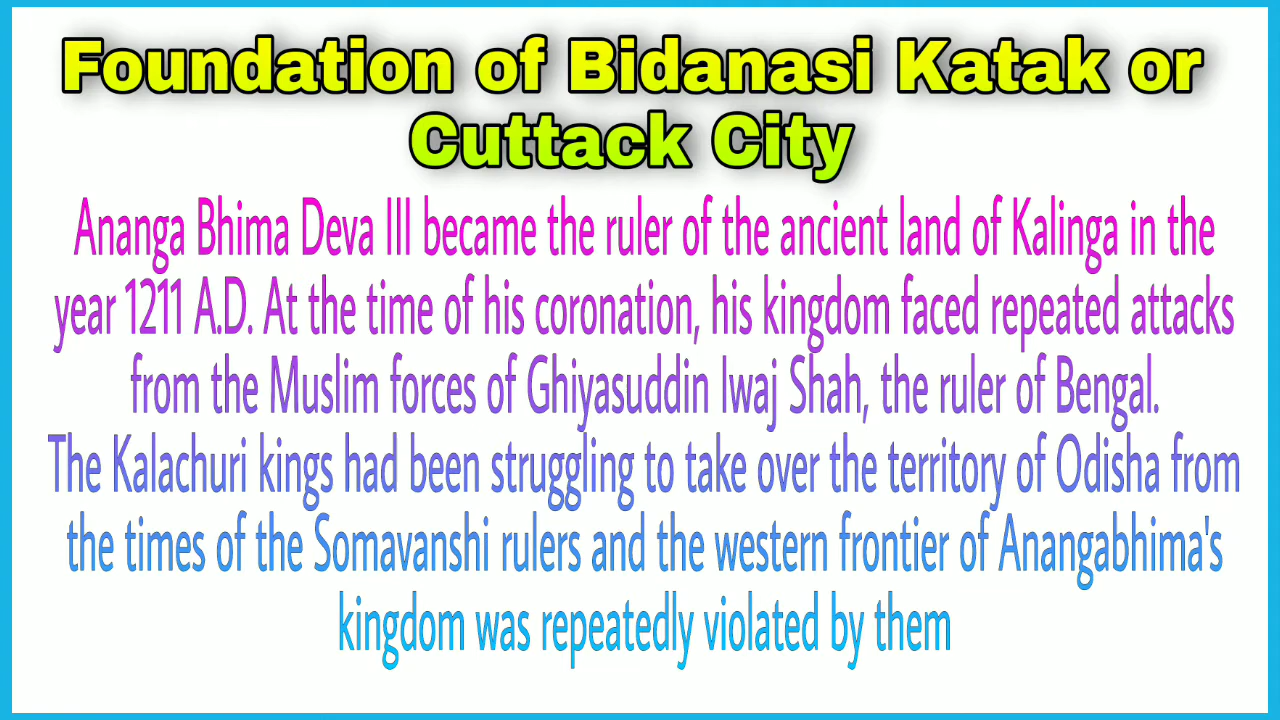 Foundation of Bidanasi Katak or
Cuttack City
Ananga Bhima Deva III became the ruler of the ancient land of Kalinga in the
year 1211 A.D. At the time of his coronation, his kingdom faced repeated attacks
from the Muslim forces of Ghiyasuddin Iwaj Shah, the ruler of Bengal.
The Kalachuri kings had been struggling to take over the territory of Odisha from
the times of the Somavanshi rulers and the western frontier of Anangabhima's
kingdom was repeatedly violated by them